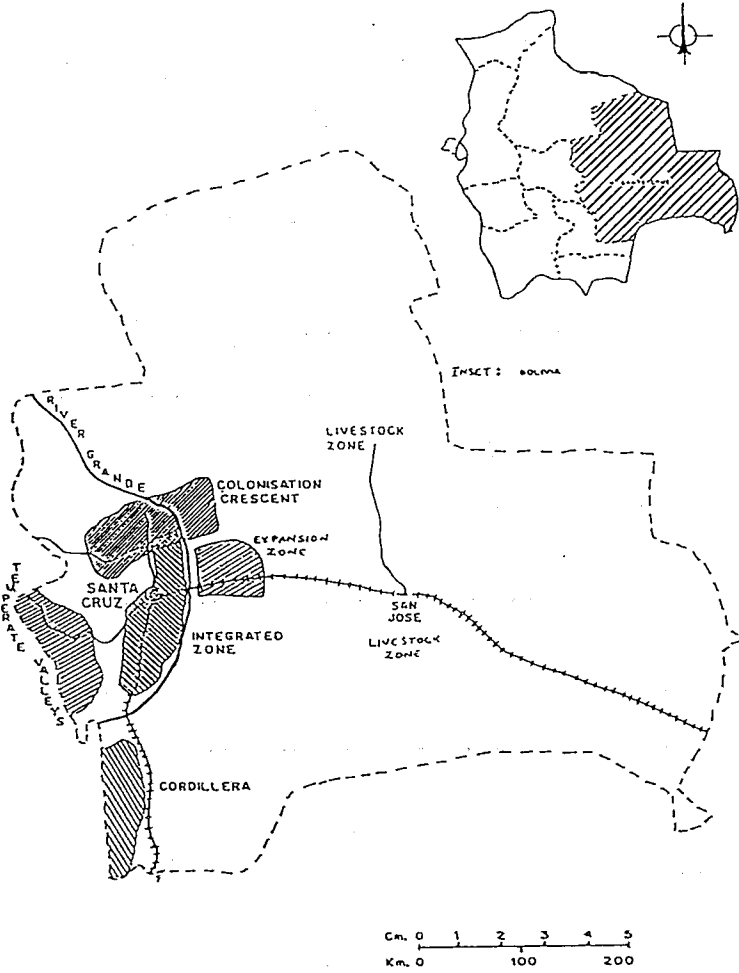 INSET: BOLIVIA
RIVER GRANDE
LIVESTOCK
ZONE
COLONISATION
CRESCENT
EXPANSION
ZONE
TEMPERATE VALLEYS
SANTA
CRUZ
SAN
JOSE
INTEGRATED
ZONE
LIVESTOCK
ZONE
CORDILLERA
Cm. 0 1 2 3 4 5
Km. 0 100 200